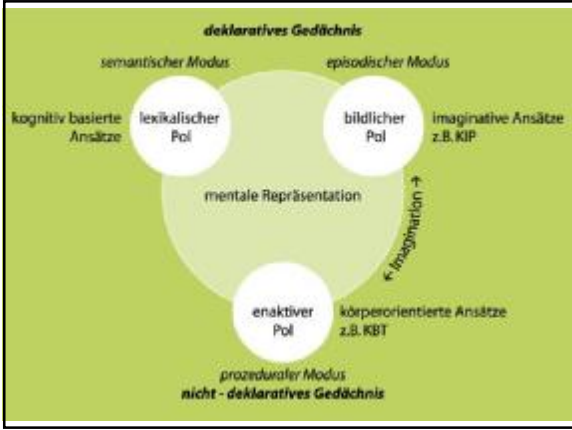 deklaratives Gedächnis
semantischer Modus
episodischer Modus
kognitiv basierte
Ansätze
lexikalischer
Pol
bildlicher
Pol
imaginative Ansätze
z.B. KIP
mentale Repräsentation
← Imagination →
enaktiver
Pol
körperorientierte Ansätze
z.B. KBT
prozeduraler Modus
nicht - deklaratives Gedächnis